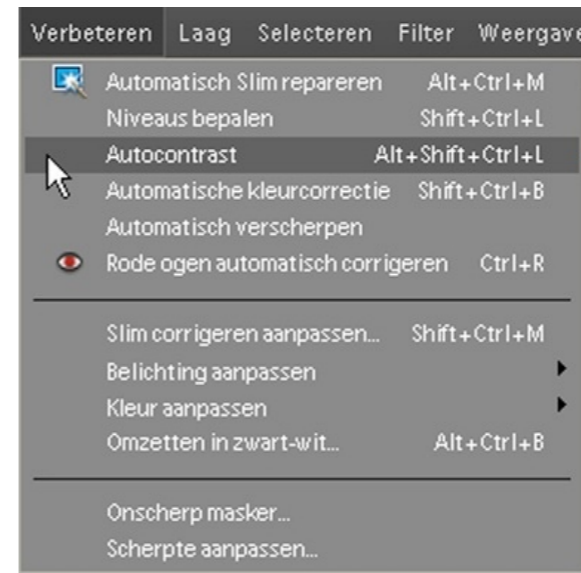 Verbeteren Laag Selecteren Filter Weergave
Automatisch Slim repareren Alt+Ctrl+M
Niveaus bepalen Shift+Ctrl+L
Autocontrast Alt+Shift+Ctrl+L
Automatische kleurcorrectie Shift+Ctrl+B
Automatisch verscherpen
Rode ogen automatisch corrigeren Ctrl+R
Slim corrigeren aanpassen... Shift+Ctrl+M
Belichting aanpassen
Kleur aanpassen
Omzetten in zwart-wit... Alt+Ctrl+B
Onscherp masker...
Scherpte aanpassen...